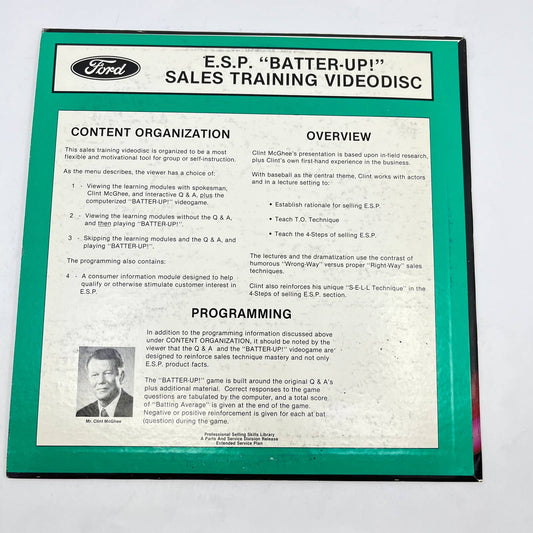 Ford
E.S.P. "BATTER-UP!"
SALES TRAINING VIDEODISC
CONTENT ORGANIZATION
This sales training videodisc is organized to be a most
flexible and motivational tool for group or self-instruction.
As the menu describes, the viewer has a choice of:
1 - Viewing the learning modules with spokesman,
Clint McGhee, and interactive Q & A, plus the
computerized "BATTER-UP!" videogame.
2 - Viewing the learning modules without the Q & A,
and then playing "BATTER-UP!".
3 - Skipping the learning modules and the Q & A, and
playing "BATTER-UP!".
The programming also contains:
4 - A consumer information module designed to help
qualify or otherwise stimulate customer interest in
E.S.P.
OVERVIEW
Clint McGhee's presentation is based upon in-field research,
plus Clint's own first-hand experience in the business.
With baseball as the central theme, Clint works with actors
and in a lecture setting to:
• Establish rationale for selling E.S.P.
• Teach T.O. Technique
• Teach the 4-Steps of selling E.S.P.
The lectures and the dramatization use the contrast of
humorous "Wrong-Way" versus proper "Right-Way" sales
techniques.
Clint also reinforces his unique "S-E-L-L Technique" in the
4-Steps of selling E.S.P. section.
PROGRAMMING
In addition to the programming information discussed above
under CONTENT ORGANIZATION, it should be noted by the
viewer that the Q & A and the "BATTER-UP!" videogame are
designed to reinforce sales technique mastery and not only
E.S.P. product facts.
The "BATTER-UP!" game is built around the original Q & A's
plus additional material. Correct responses to the game
questions are tabulated by the computer, and a total score
of "Batting Average" is given at the end of the game.
Negative or positive reinforcement is given for each at bat
(question) during the game.
Mr. Clint McGhee
Professional Selling Skills Library
A Parts And Service Division Release
Extended Service Plan